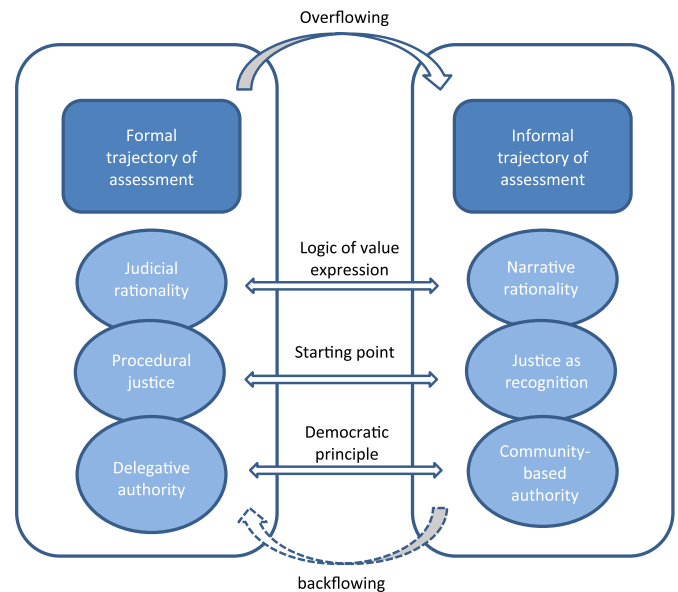 Overflowing
Formal
trajectory of
assessment
Informal
trajectory of
assessment
Judicial
rationality
Logic of value
expression
Narrative
rationality
Procedural
justice
Starting point
Justice as
recognition
Delegative
authority
Democratic
principle
Community-
based
authority
backflowing